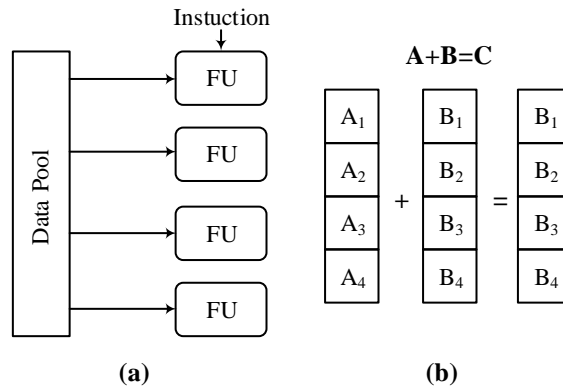 Instuction
FU
FU
FU
FU
Data Pool
(a)
A+B=C
A₁ B₁ B₁
A₂ B₂ B₂
+ =
A₃ B₃ B₃
A₄ B₄ B₄
(b)